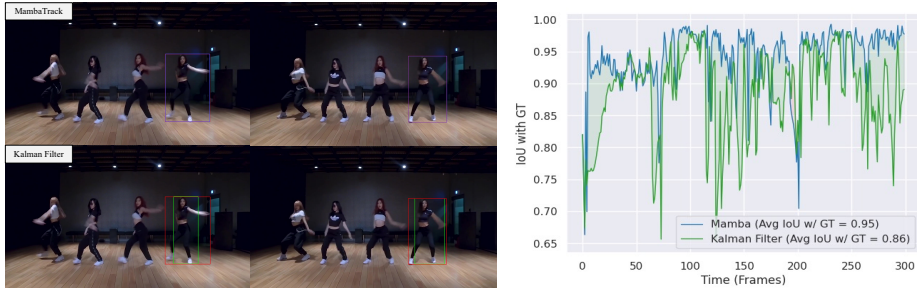 MambaTrack
Kalman Filter
IoU with GT
1.00
0.95
0.90
0.85
0.80
0.75
0.70
0.65
Mamba (Avg IoU w/ GT = 0.95)
Kalman Filter (Avg IoU w/ GT = 0.86)
0 50 100 150 200 250 300
Time (Frames)